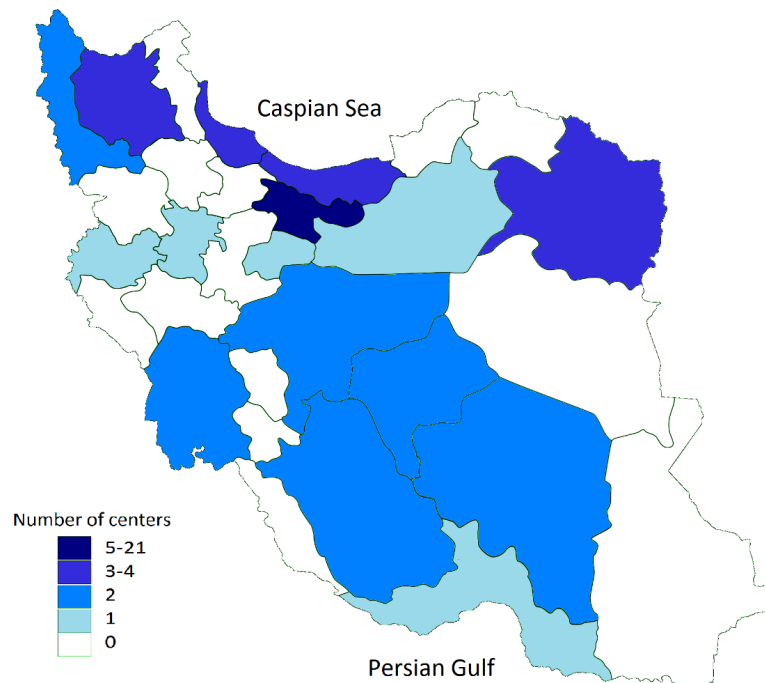 Caspian Sea
Number of centers
5-21
3-4
2
1
0
Persian Gulf